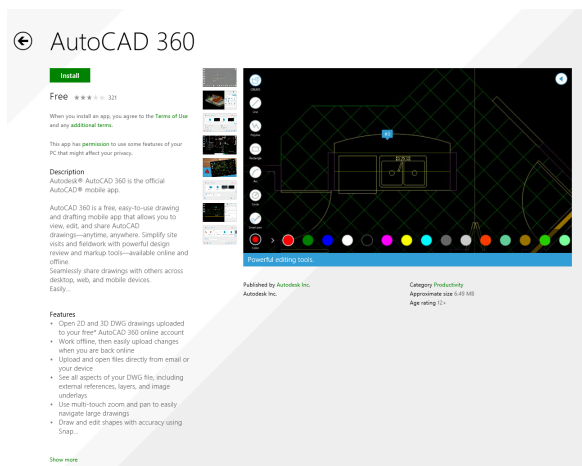 AutoCAD 360
Install
Free 321
When you install an app, you agree to the Terms of Use
and any additional terms.
This app has permission to use some features of your
PC that might affect your privacy.
Description
Autodesk® AutoCAD 360 is the official
AutoCAD® mobile app.
AutoCAD 360 is a free, easy-to-use drawing
and drafting mobile app that allows you to
view, edit, and share AutoCAD
drawings—anytime, anywhere. Simplify site
visits and fieldwork with powerful design
review and markup tools—available online and
offline.
Seamlessly share drawings with others across
desktop, web, and mobile devices.
Easily...
Features
• Open 2D and 3D DWG drawings uploaded
to your free* AutoCAD 360 online account
• Work offline, then easily upload changes
when you are back online
• Upload and open files directly from email or
your device
• See all aspects of your DWG file, including
external references, layers, and image
underlays
• Use multi-touch zoom and pan to easily
navigate large drawings
• Draw and edit shapes with accuracy using
Snap...
Show more
Polyline
Rectangle
Color
Powerful editing tools.
Published by Autodesk Inc.
Autodesk Inc.
Category Productivity
Approximate size 6.49 MB
Age rating 12+